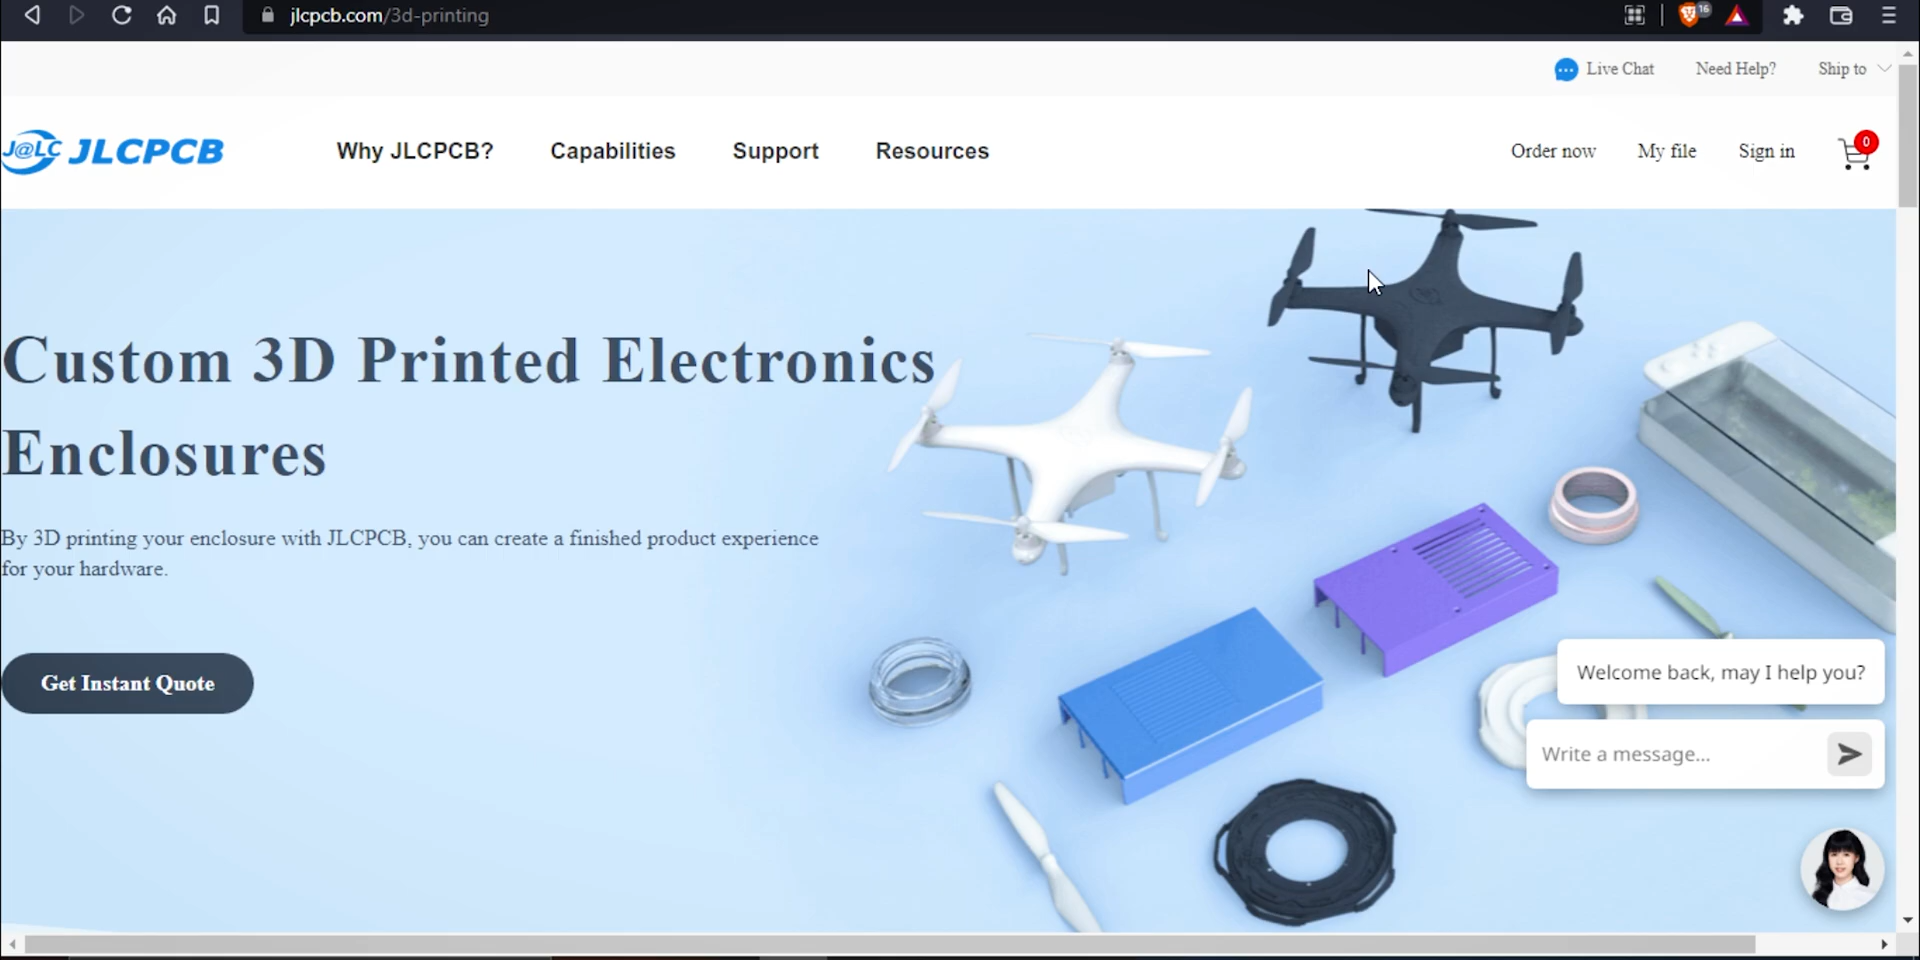 jlcpcb.com/3d-printing
16
Live Chat
Need Help?
Ship to
J@LC JLCPCB
Why JLCPCB?
Capabilities
Support
Resources
Order now
My file
Sign in
0
Custom 3D Printed Electronics
Enclosures
By 3D printing your enclosure with JLCPCB, you can create a finished product experience
for your hardware.
Get Instant Quote
Welcome back, may I help you?
Write a message...